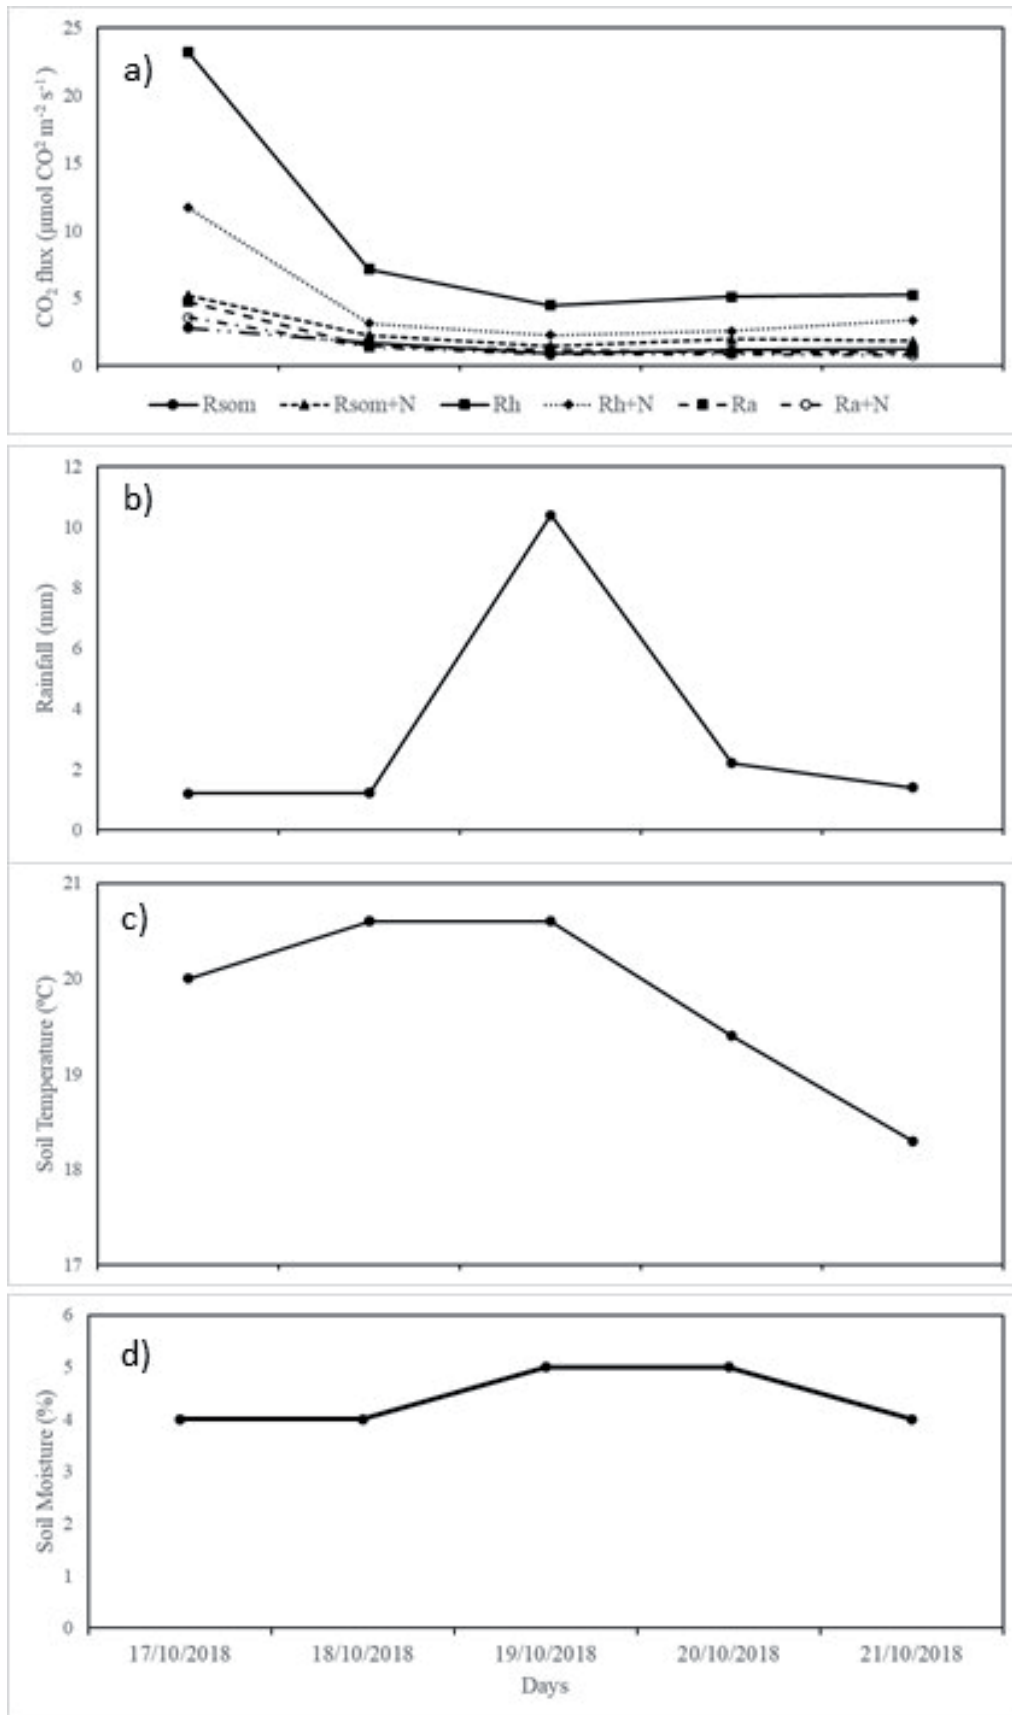 a)
CO₂ flux (µmol CO² m⁻² s⁻¹)
25
20
15
10
5
0
Rsom Rsom+N Rh Rh+N Ra Ra+N
b)
Rainfall (mm)
12
10
8
6
4
2
0
c)
Soil Temperature (ºC)
21
20
19
18
17
d)
Soil Moisture (%)
6
5
4
3
2
1
0
17/10/2018 18/10/2018 19/10/2018 20/10/2018 21/10/2018
Days